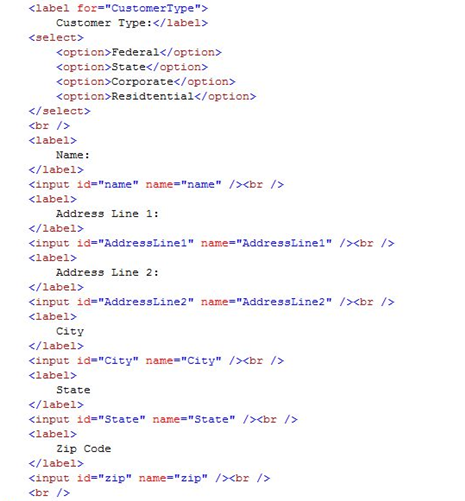 <label for="CustomerType">
Customer Type:</label>
<select>
<option>Federal</option>
<option>State</option>
<option>Corporate</option>
<option>Residtential</option>
</select>
<br />
<label>
Name:
</label>
<input id="name" name="name" /><br />
<label>
Address Line 1:
</label>
<input id="AddressLine1" name="AddressLine1" /><br />
<label>
Address Line 2:
</label>
<input id="AddressLine2" name="AddressLine2" /><br />
<label>
City
</label>
<input id="City" name="City" /><br />
<label>
State
</label>
<input id="State" name="State" /><br />
<label>
Zip Code
</label>
<input id="zip" name="zip" /><br />
<br />